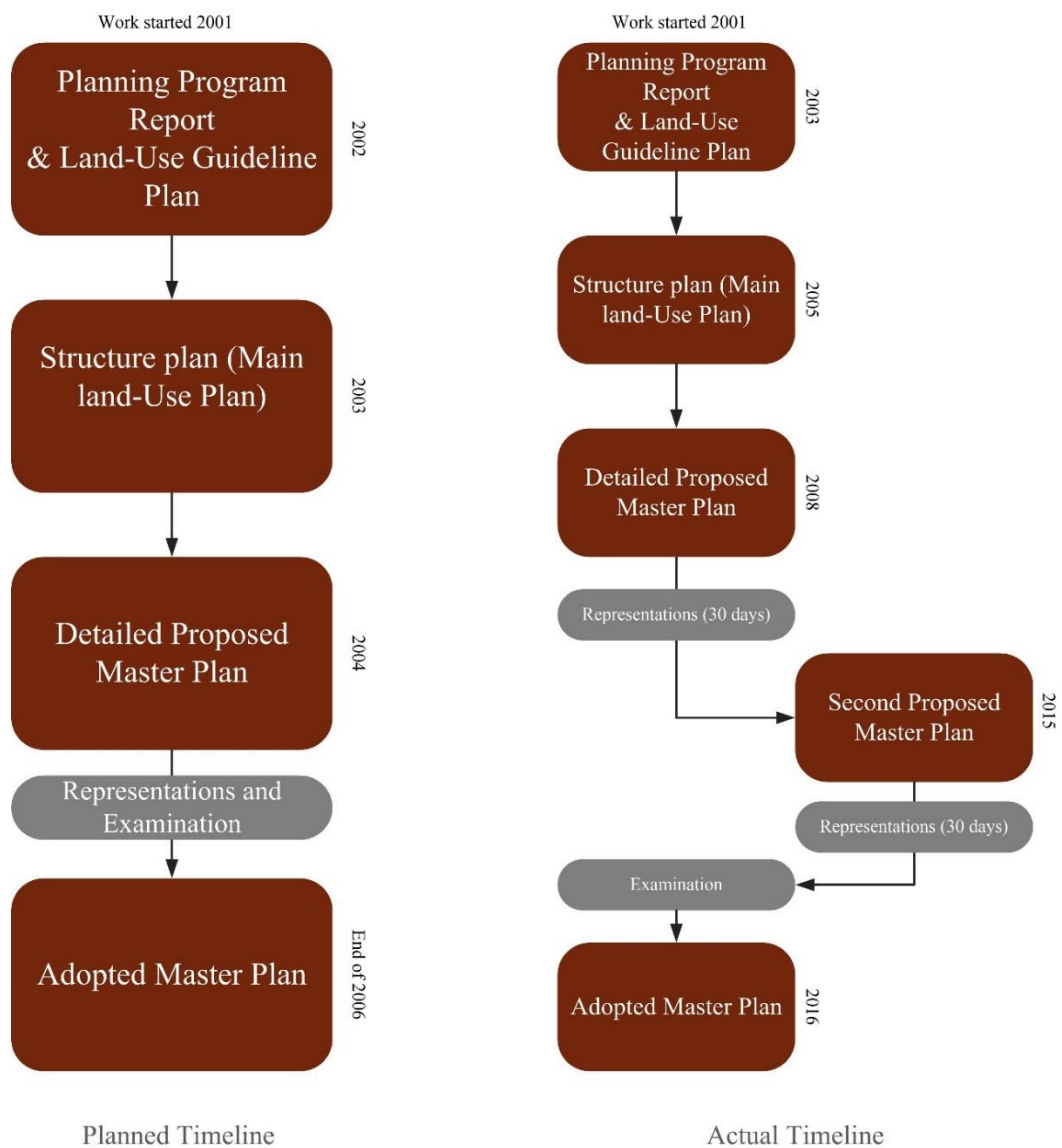 Work started 2001
Planning Program
Report
& Land-Use Guideline
Plan
2002
Structure plan (Main
land-Use Plan)
2003
Detailed Proposed
Master Plan
2004
Representations and
Examination
Adopted Master Plan
End of 2006
Planned Timeline
Work started 2001
Planning Program
Report
& Land-Use
Guideline Plan
2003
Structure plan (Main
land-Use Plan)
2005
Detailed Proposed
Master Plan
2008
Representations (30 days)
Second Proposed
Master Plan
2015
Representations (30 days)
Examination
Adopted Master Plan
2016
Actual Timeline